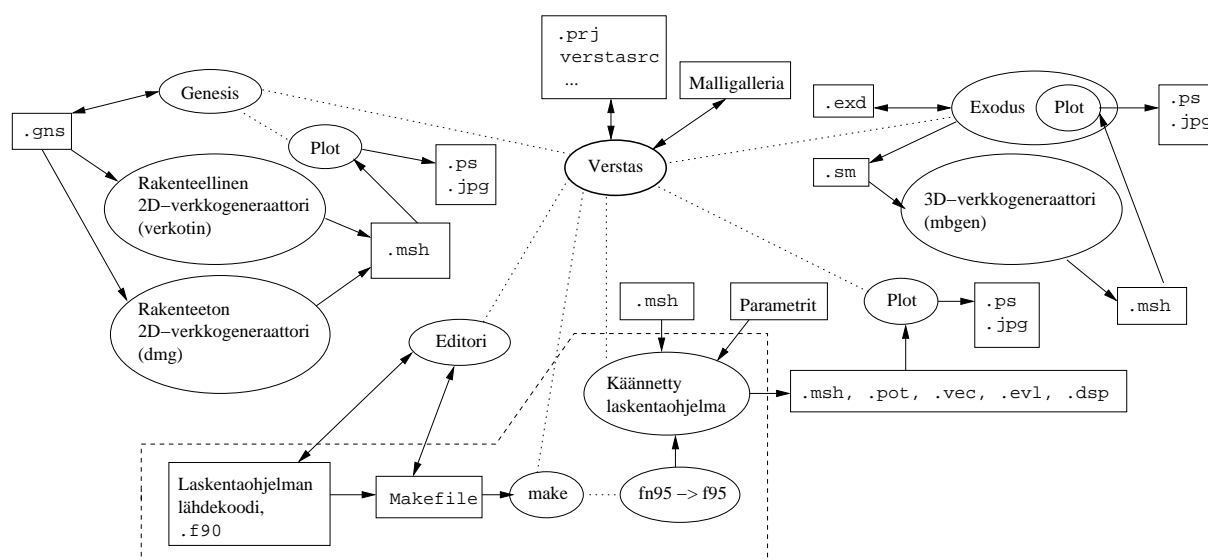 .prj
verstasrc
...
Malligalleria
Genesis
.gns
Plot
.ps
.jpg
Rakenteellinen
2D−verkkogeneraattori
(verkotin)
.msh
Rakenteeton
2D−verkkogeneraattori
(dmg)
Verstas
.exd
Exodus
Plot
.ps
.jpg
.sm
3D−verkkogeneraattori
(mbgen)
.msh
Plot
.ps
.jpg
.msh
Parametrit
Editori
Käännetty
laskentaohjelma
.msh, .pot, .vec, .evl, .dsp
Laskentaohjelman
lähdekoodi,
.f90
Makefile
make
fn95 −> f95